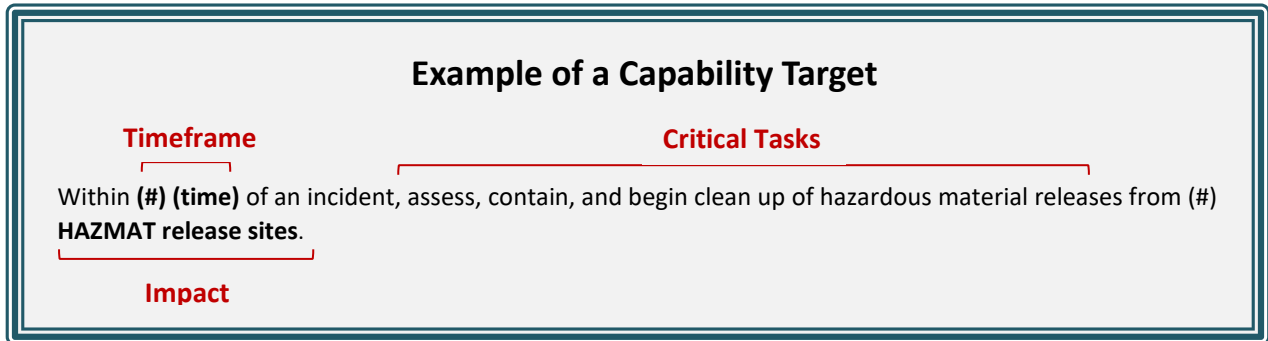 Example of a Capability Target
Timeframe
Critical Tasks
Within (#) (time) of an incident, assess, contain, and begin clean up of hazardous material releases from (#)
HAZMAT release sites.
Impact